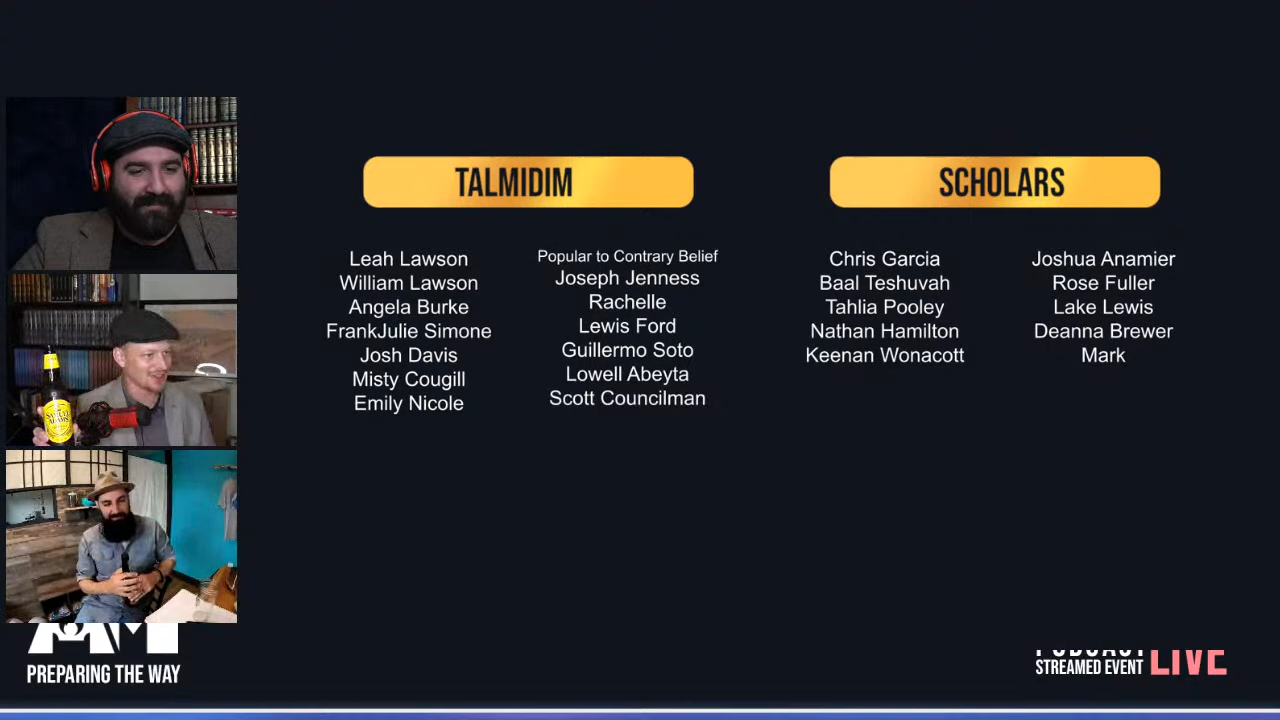 TALMIDIM
Leah Lawson
William Lawson
Angela Burke
FrankJulie Simone
Josh Davis
Misty Cougill
Emily Nicole
Popular to Contrary Belief
Joseph Jenness
Rachelle
Lewis Ford
Guillermo Soto
Lowell Abeyta
Scott Councilman
SCHOLARS
Chris Garcia
Baal Teshuvah
Tahlia Pooley
Nathan Hamilton
Keenan Wonacott
Joshua Anamier
Rose Fuller
Lake Lewis
Deanna Brewer
Mark
PREPARING THE WAY
PODCAST
STREAMED EVENT LIVE